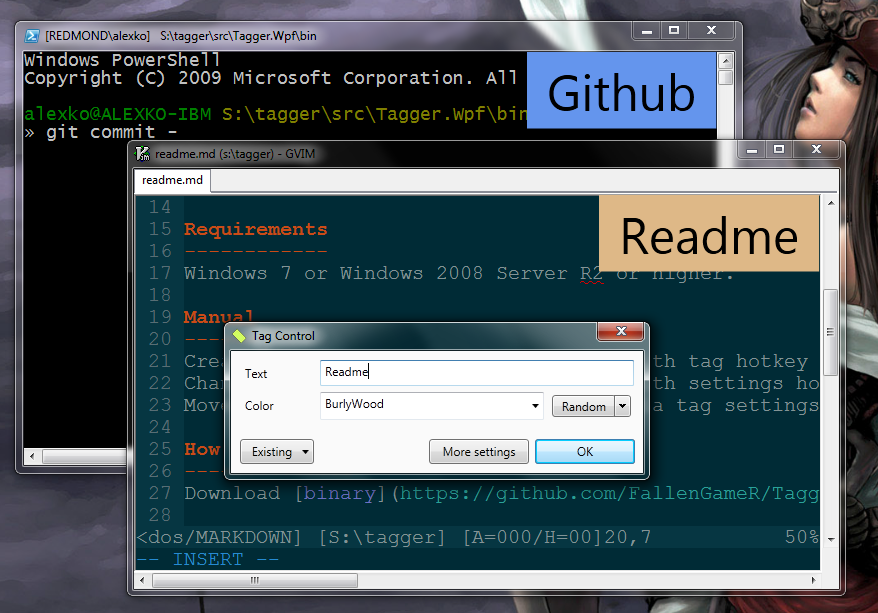 [REDMOND\alexko]   S:\tagger\src\Tagger.Wpf\bin
Windows PowerShell
Copyright (C) 2009 Microsoft Corporation. All
Github
alexko@ALEXKO-IBM S:\tagger\src\Tagger.Wpf\bin
» git commit -
readme.md (s:\tagger) - GVIM
readme.md
14
15 Requirements
Readme
16 ------------
17 Windows 7 or Windows 2008 Server R2 or higher.
18
19 Manual
20 ---
21 Cre th tag hotkey
22 Chan th settings ho
23 Mov a tag settings
24
25 How
26 ---
27 Download [binary](https://github.com/FallenGameR/Tagg
28
<dos/MARKDOWN] [S:\tagger] [A=000/H=00]20,7 50%
-- INSERT --
Tag Control
Text Readme
Color BurlyWood Random
Existing More settings OK